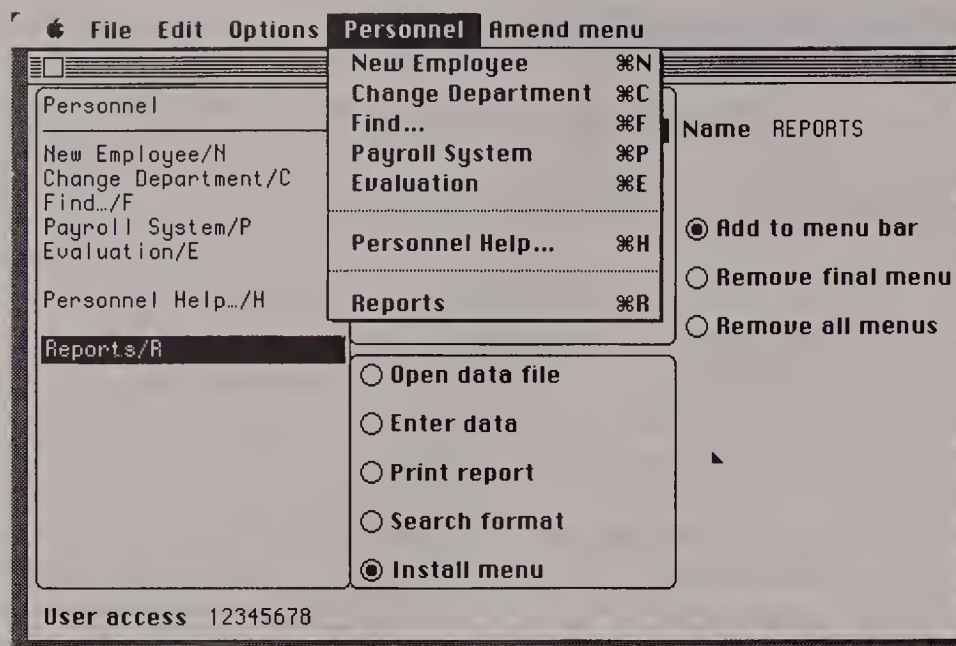 File Edit Options Personnel Amend menu
New Employee ⌘N
Change Department ⌘C
Find... ⌘F
Payroll System ⌘P
Evaluation ⌘E
Personnel Help... ⌘H
Reports ⌘R
Personnel
New Employee/N
Change Department/C
Find…/F
Payroll System/P
Evaluation/E
Personnel Help…/H
Reports/R
Name REPORTS
Add to menu bar
Remove final menu
Remove all menus
Open data file
Enter data
Print report
Search format
Install menu
User access 12345678